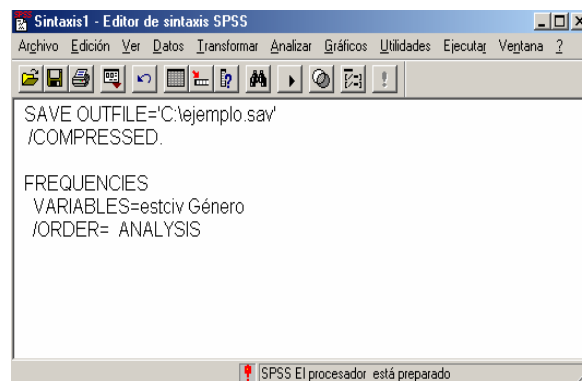 Sintaxis1 - Editor de sintaxis SPSS
Archivo Edición Ver Datos Transformar Analizar Gráficos Utilidades Ejecutar Ventana ?
SAVE OUTFILE='C:\ejemplo.sav'
/COMPRESSED.
FREQUENCIES
VARIABLES=estciv Género
/ORDER= ANALYSIS
SPSS El procesador está preparado